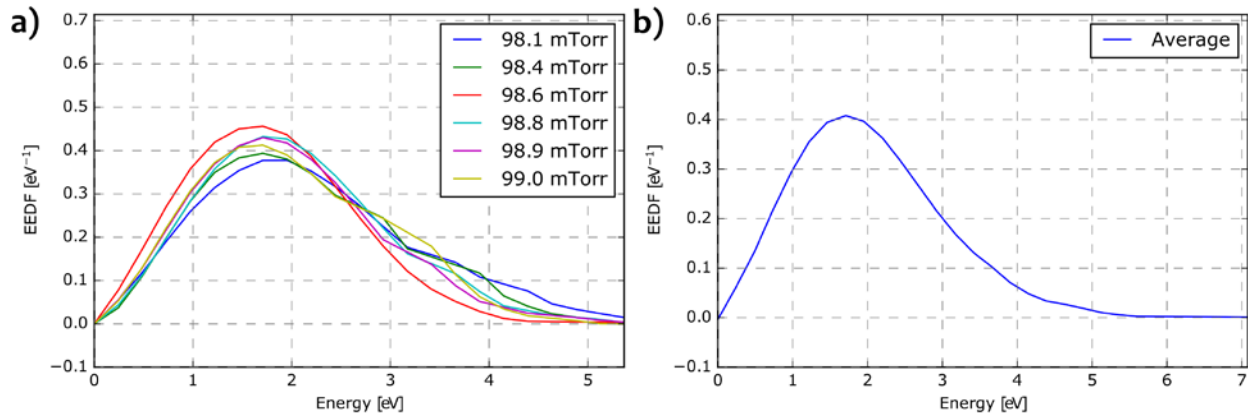 a)
0.7
0.6
0.5
0.4
0.3
0.2
0.1
0.0
−0.1
EEDF [eV⁻¹]
98.1 mTorr
98.4 mTorr
98.6 mTorr
98.8 mTorr
98.9 mTorr
99.0 mTorr
0 1 2 3 4 5
Energy [eV]
b)
0.6
0.5
0.4
0.3
0.2
0.1
0.0
−0.1
EEDF [eV⁻¹]
Average
0 1 2 3 4 5 6 7
Energy [eV]